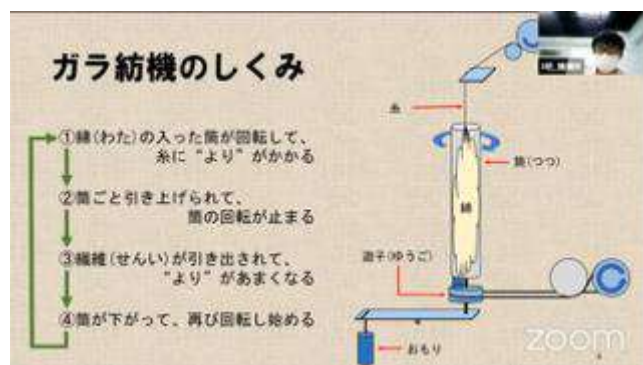 ガラ紡機のしくみ
①綿(わた)の入った筒が回転して、
糸に“より”がかかる
②筒ごと引き上げられて、
筒の回転が止まる
③繊維(せんい)が引き出されて、
“より”があまくなる
④筒が下がって、再び回転し始める
糸
筒(つつ)
綿
遊子(ゆうご)
おもり
zoom